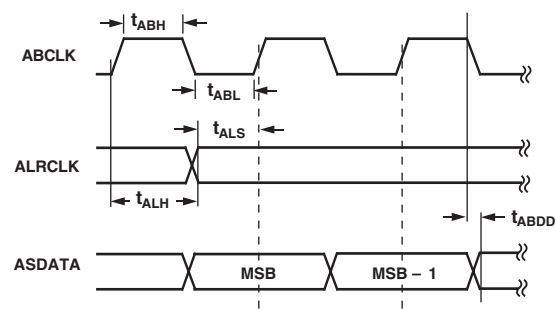 tABH
ABCLK
tABL
tALS
ALRCLK
tALH
tABDD
ASDATA
MSB
MSB – 1